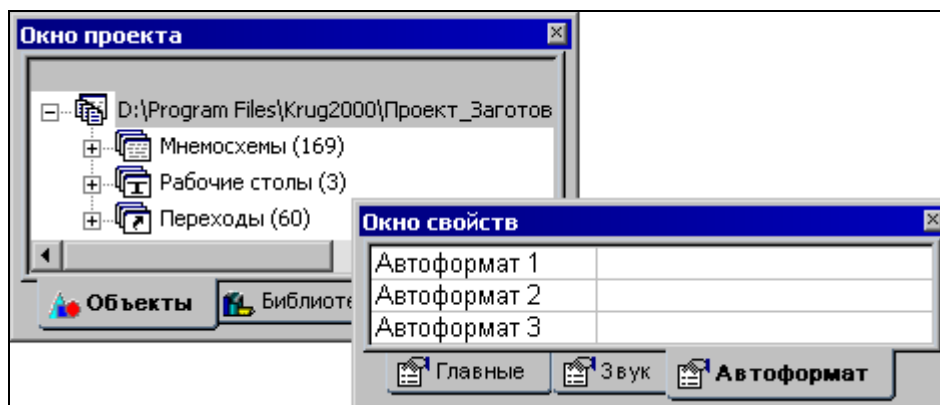 Окно проекта
D:\Program Files\Krug2000\Проект_Заготов
Мнемосхемы (169)
Рабочие столы (3)
Переходы (60)
Объекты Библиоте
Окно свойств
Автоформат 1
Автоформат 2
Автоформат 3
Главные Звук Автоформат